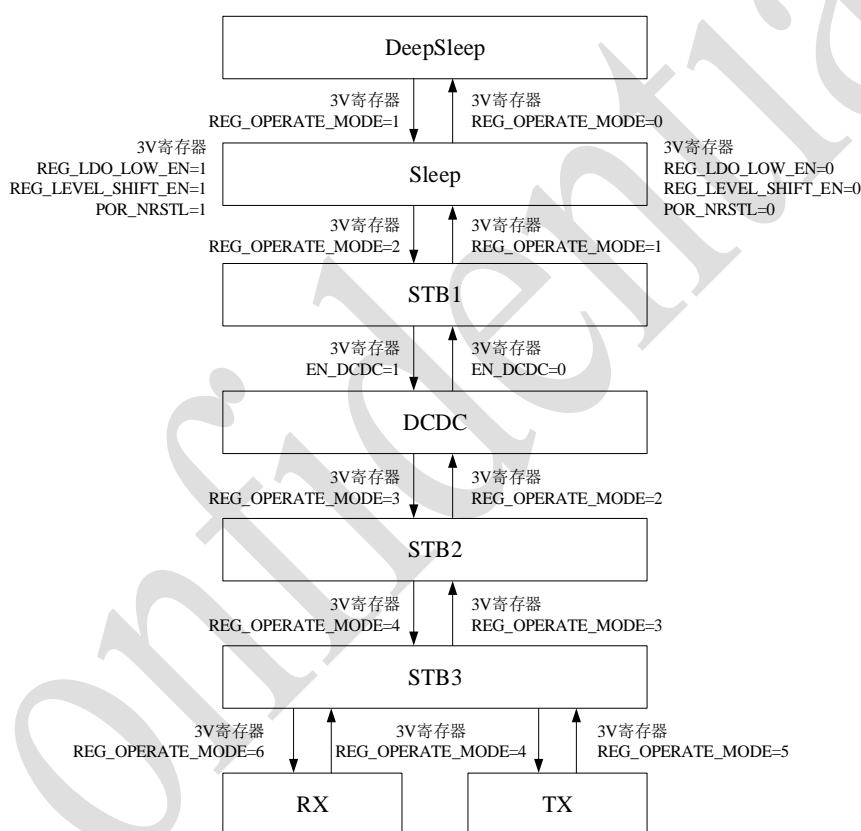 DeepSleep
3V寄存器
REG_OPERATE_MODE=1
3V寄存器
REG_OPERATE_MODE=0
3V寄存器
REG_LDO_LOW_EN=1
REG_LEVEL_SHIFT_EN=1
POR_NRSTL=1
Sleep
3V寄存器
REG_LDO_LOW_EN=0
REG_LEVEL_SHIFT_EN=0
POR_NRSTL=0
3V寄存器
REG_OPERATE_MODE=2
3V寄存器
REG_OPERATE_MODE=1
STB1
3V寄存器
EN_DCDC=1
3V寄存器
EN_DCDC=0
DCDC
3V寄存器
REG_OPERATE_MODE=3
3V寄存器
REG_OPERATE_MODE=2
STB2
3V寄存器
REG_OPERATE_MODE=4
3V寄存器
REG_OPERATE_MODE=3
STB3
3V寄存器
REG_OPERATE_MODE=6
3V寄存器
REG_OPERATE_MODE=4
3V寄存器
REG_OPERATE_MODE=5
RX
TX
onfidentia